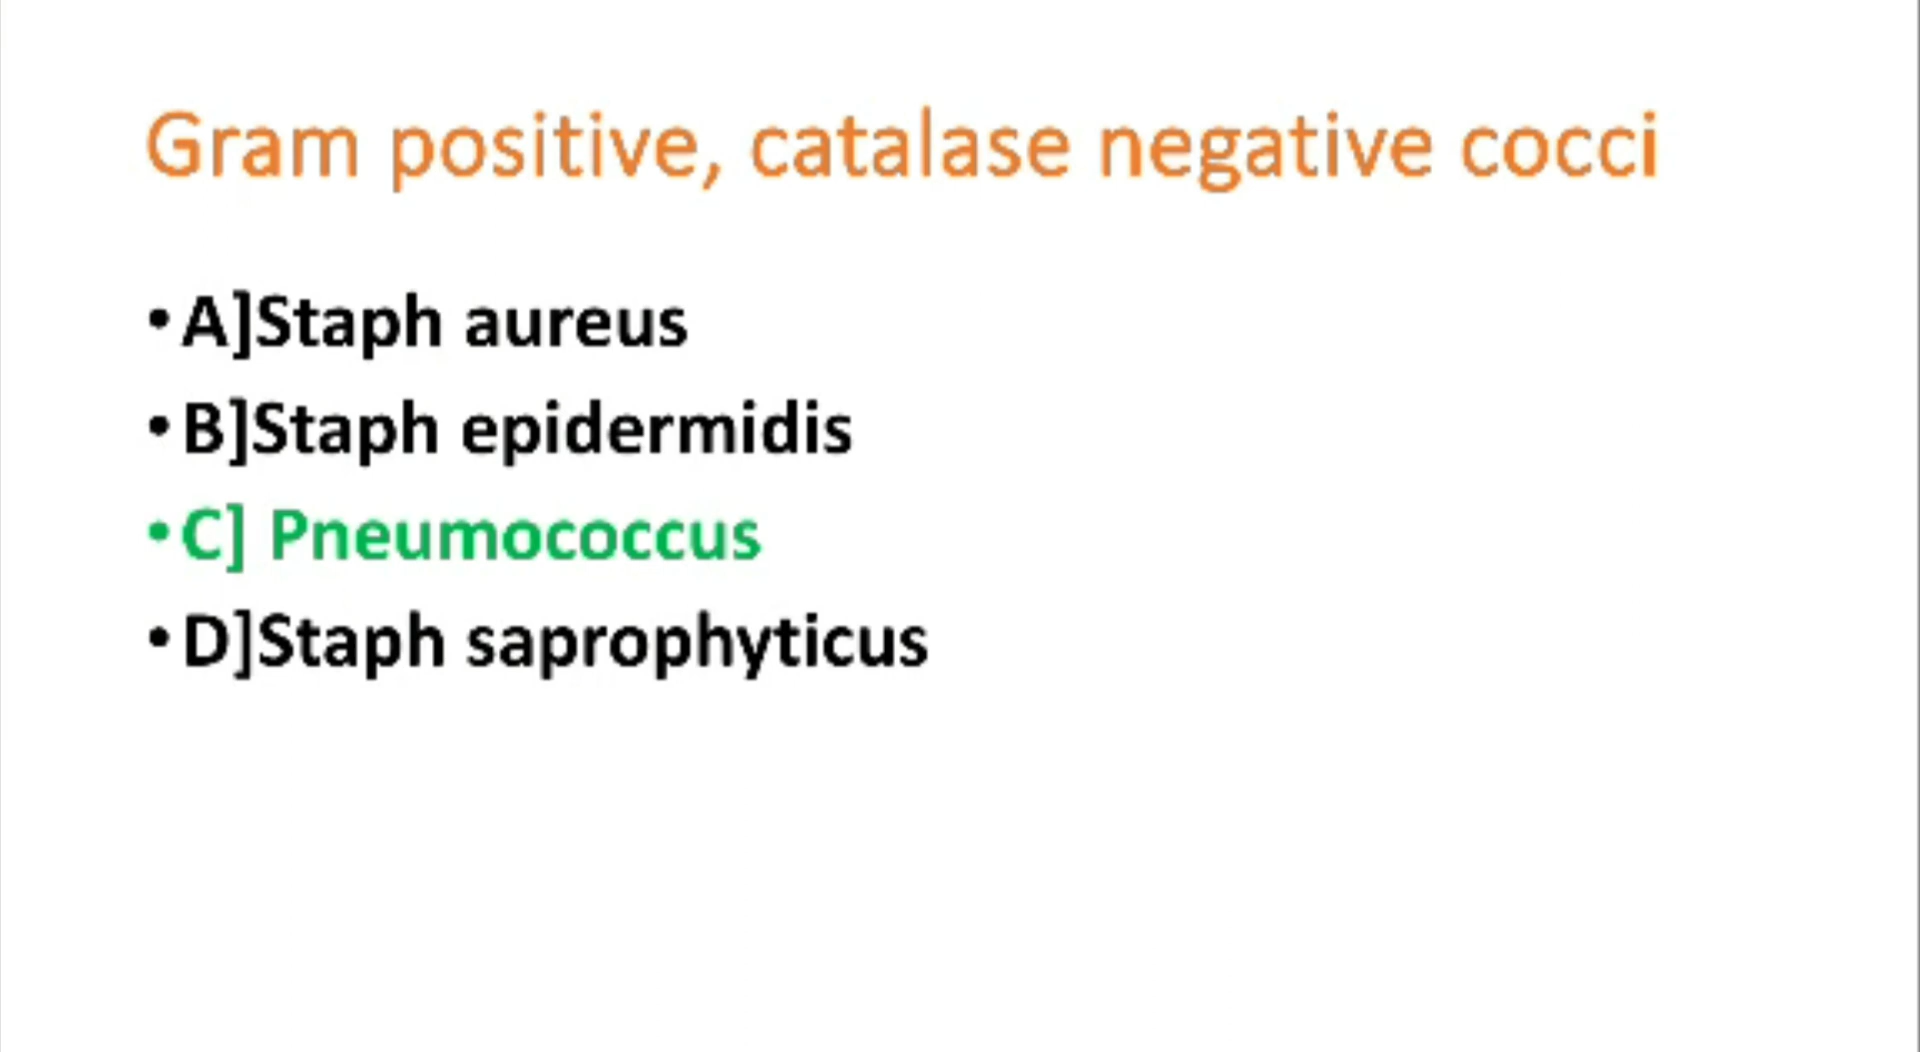 Gram positive, catalase negative cocci
• A]Staph aureus
• B]Staph epidermidis
• C] Pneumococcus
• D]Staph saprophyticus